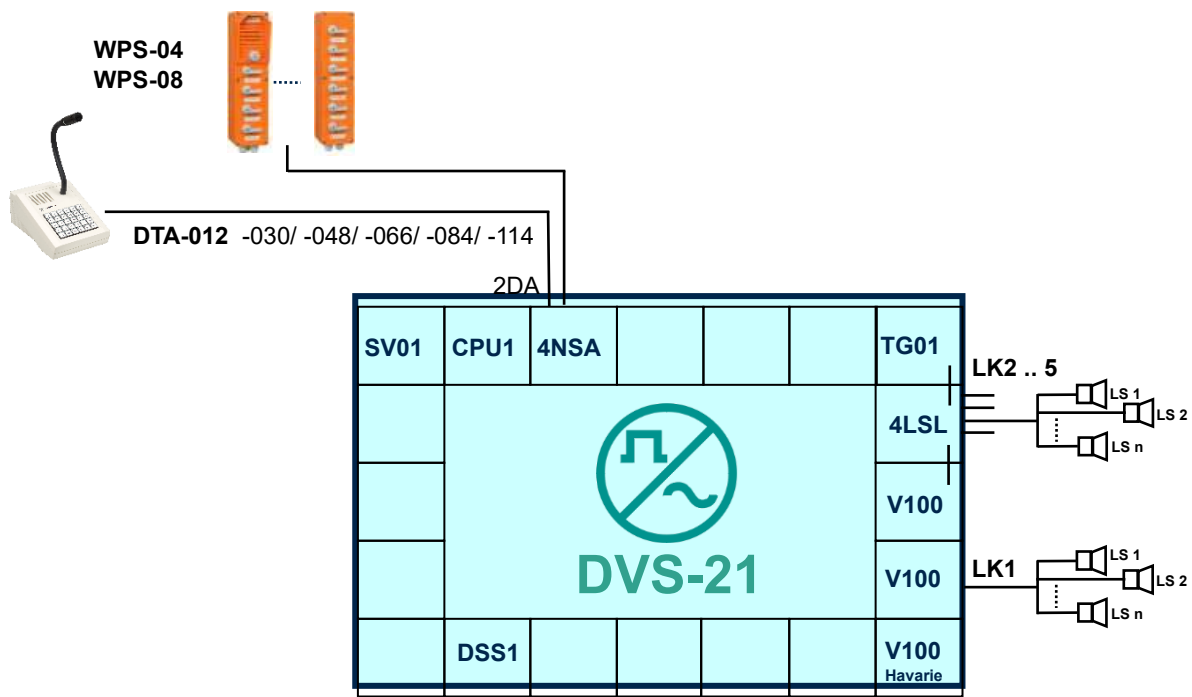 WPS-04
WPS-08
DTA-012 -030/ -048/ -066/ -084/ -114
2DA
SV01
CPU1
4NSA
TG01
LK2 .. 5
LS 1
LS 2
LS n
4LSL
V100
DVS-21
V100
LK1
LS 1
LS 2
LS n
DSS1
V100
Havarie